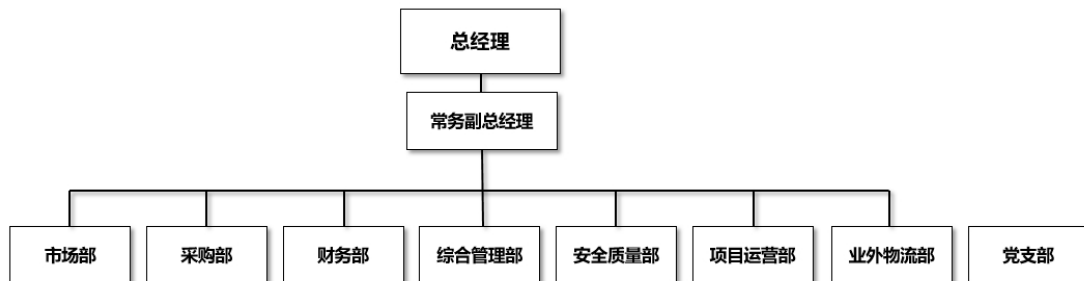 总经理
常务副总经理
市场部
采购部
财务部
综合管理部
安全质量部
项目运营部
业外物流部
党支部